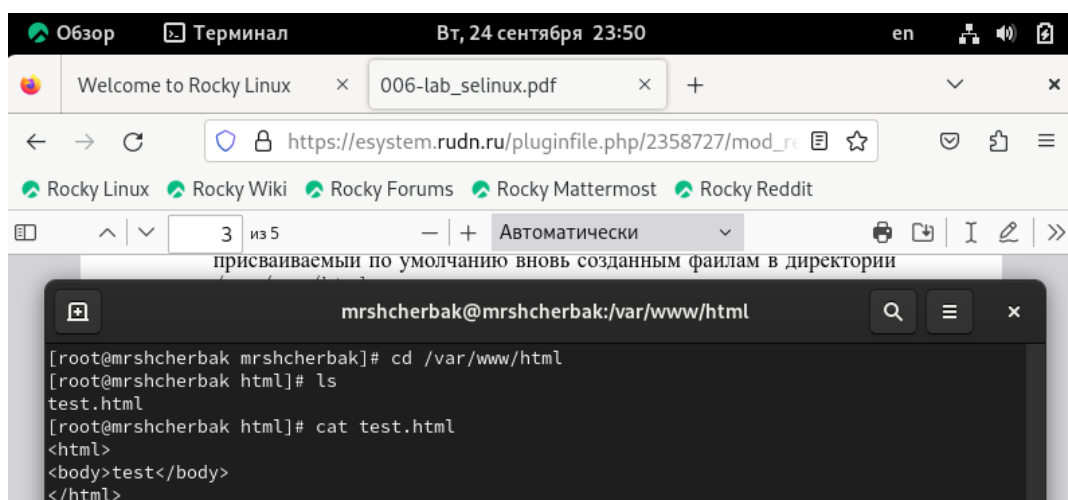 Обзор Терминал Вт, 24 сентября 23:50 en
Welcome to Rocky Linux 006-lab_selinux.pdf
https://esystem.rudn.ru/pluginfile.php/2358727/mod_re
Rocky Linux Rocky Wiki Rocky Forums Rocky Mattermost Rocky Reddit
3 из 5 Автоматически
присваиваемый по умолчанию вновь созданным файлам в директории
mrshcherbak@mrshcherbak:/var/www/html
[root@mrshcherbak mrshcherbak]# cd /var/www/html
[root@mrshcherbak html]# ls
test.html
[root@mrshcherbak html]# cat test.html
<html>
<body>test</body>
</html>